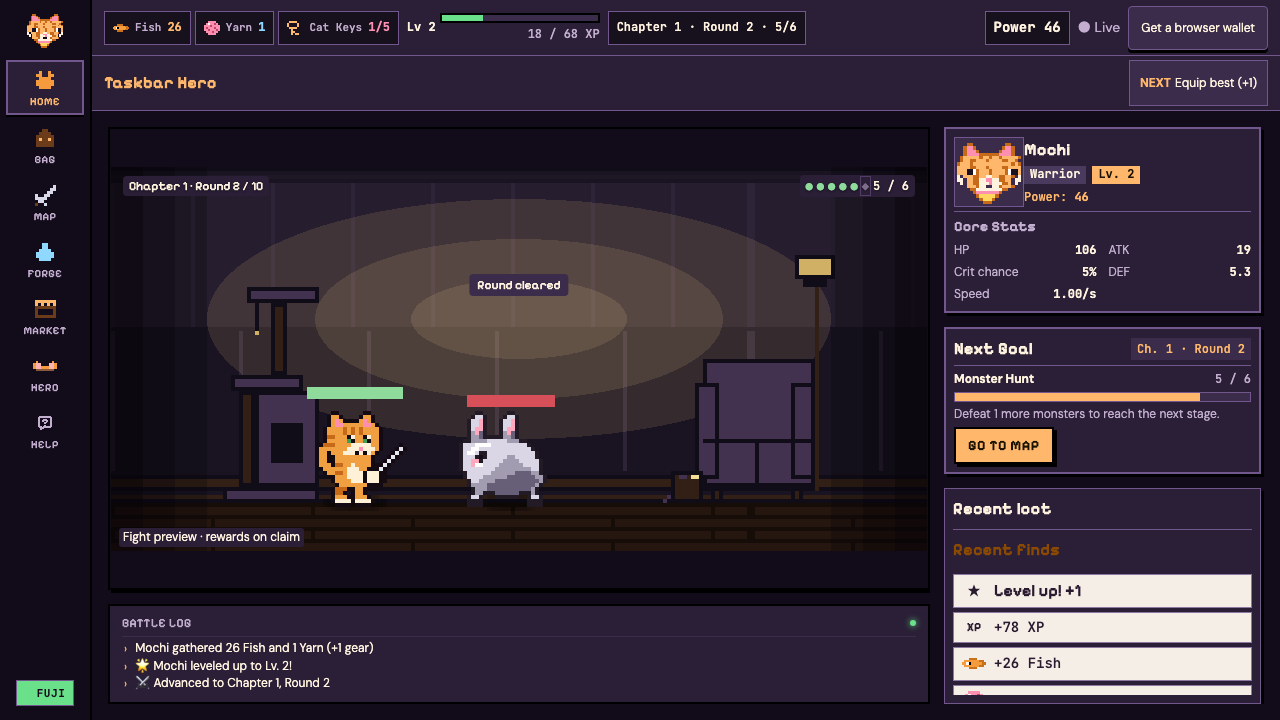 Fish 26
Yarn 1
Cat Keys 1/5
Lv 2
18 / 68 XP
Chapter 1 · Round 2 · 5/6
Power 46
Live
Get a browser wallet
Taskbar Hero
NEXT Equip best (+1)
HOME
BAG
MAP
FORGE
MARKET
HERO
HELP
FUJI
Chapter 1 · Round 2 / 10
5 / 6
Round cleared
Fight preview · rewards on claim
BATTLE LOG
› Mochi gathered 26 Fish and 1 Yarn (+1 gear)
› 🌟 Mochi leveled up to Lv. 2!
› ⚔️ Advanced to Chapter 1, Round 2
Mochi
Warrior
Lv. 2
Power: 46
Core Stats
HP 106 ATK 19
Crit chance 5% DEF 5.3
Speed 1.00/s
Next Goal
Ch. 1 · Round 2
Monster Hunt 5 / 6
Defeat 1 more monsters to reach the next stage.
GO TO MAP
Recent loot
Recent Finds
★ Level up! +1
XP +78 XP
+26 Fish